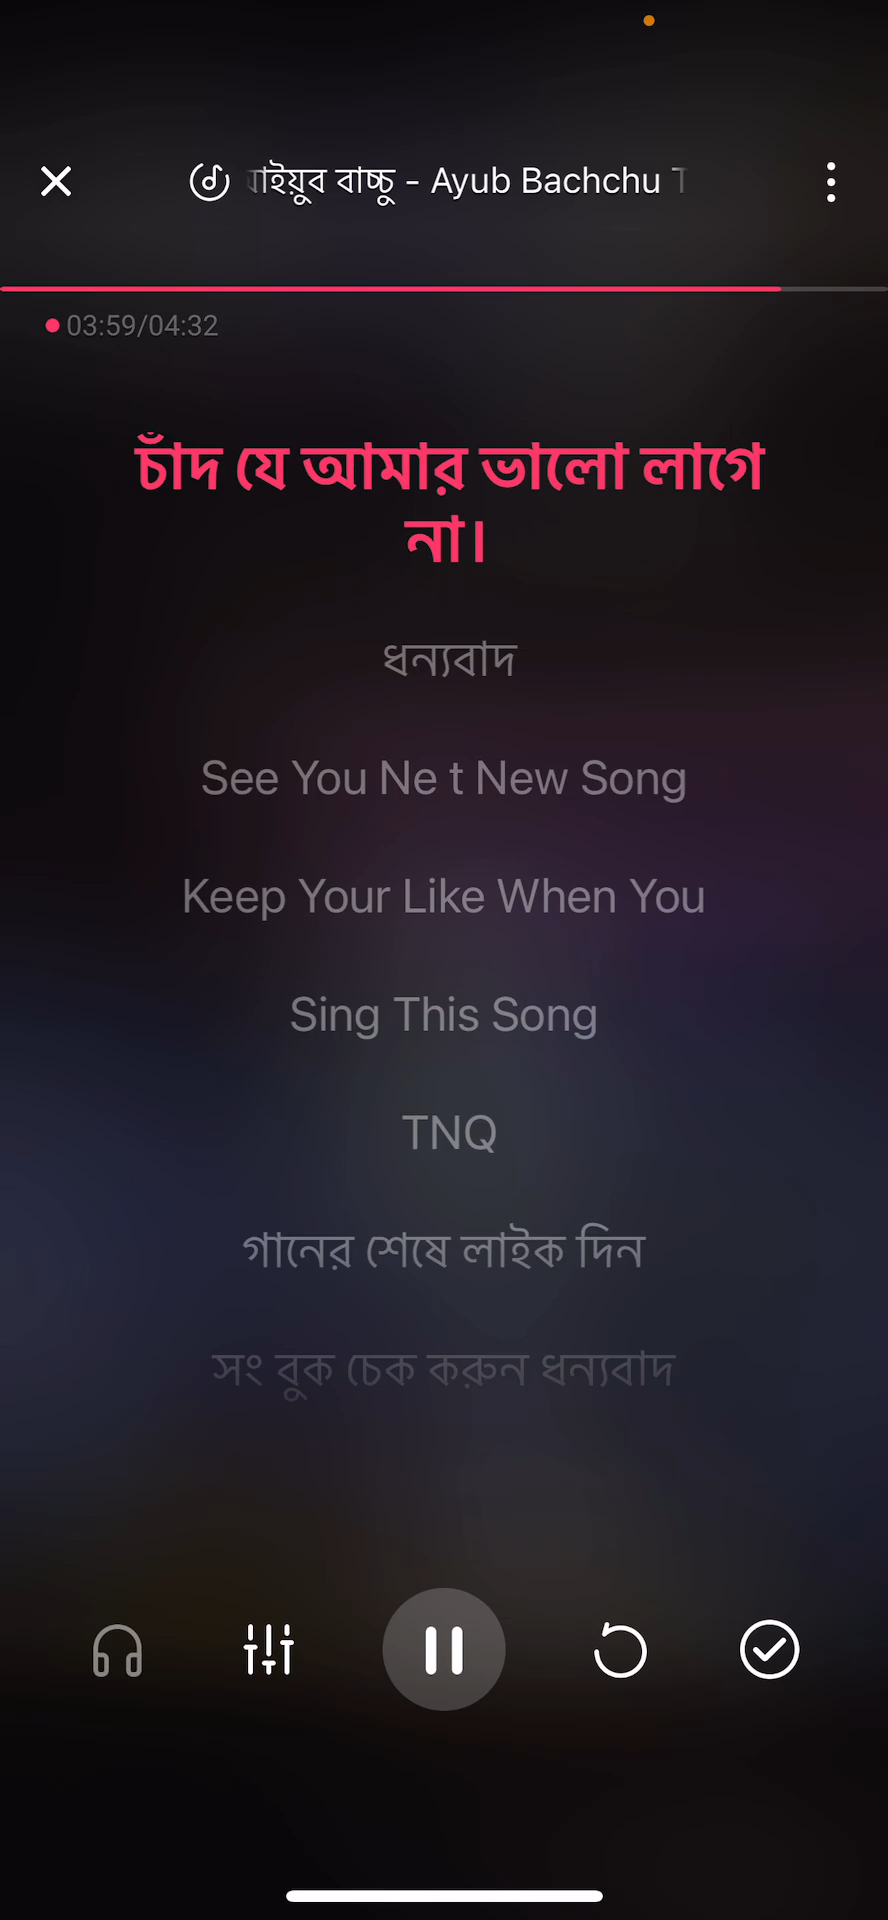 বাচ্চু - Ayub Bachchu
03:59/04:32
চাঁদ যে আমার ভালো লাগে
না।
ধন্যবাদ
See You Ne t New Song
Keep Your Like When You
Sing This Song
TNQ
গানের শেষে লাইক দিন
সং বুক চেক করুন ধন্যবাদ